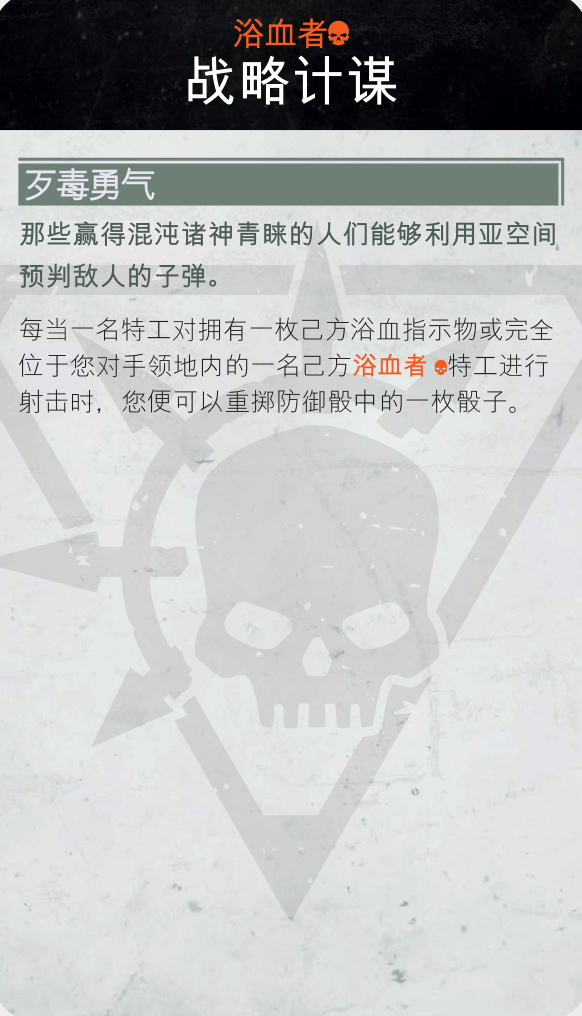 浴血者
战略计谋
歹毒勇气
那些赢得混沌诸神青睐的人们能够利用亚空间
预判敌人的子弹。
每当一名特工对拥有一枚己方浴血指示物或完全
位于您对手领地内的一名己方浴血者特工进行
射击时，您便可以重掷防御骰中的一枚骰子。